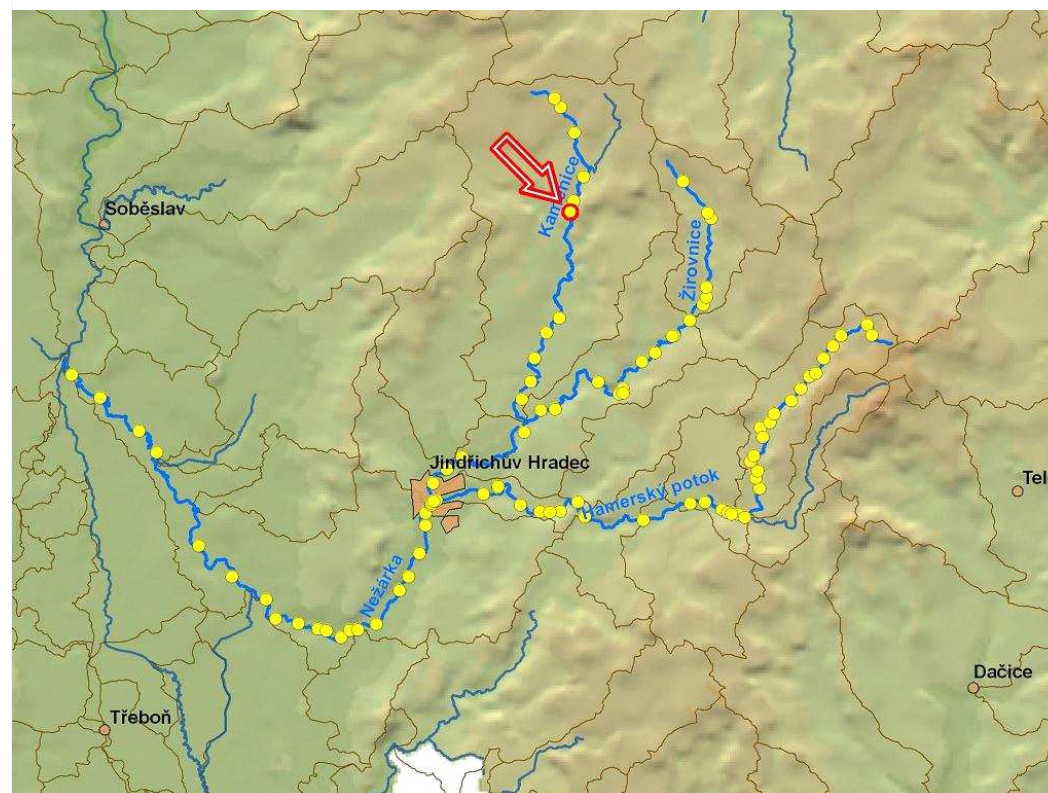 Kamenice
Soběslav
Žirovnice
Jindřichův Hradec
Hamerský potok
Tel
Nežárka
Dačice
Třeboň